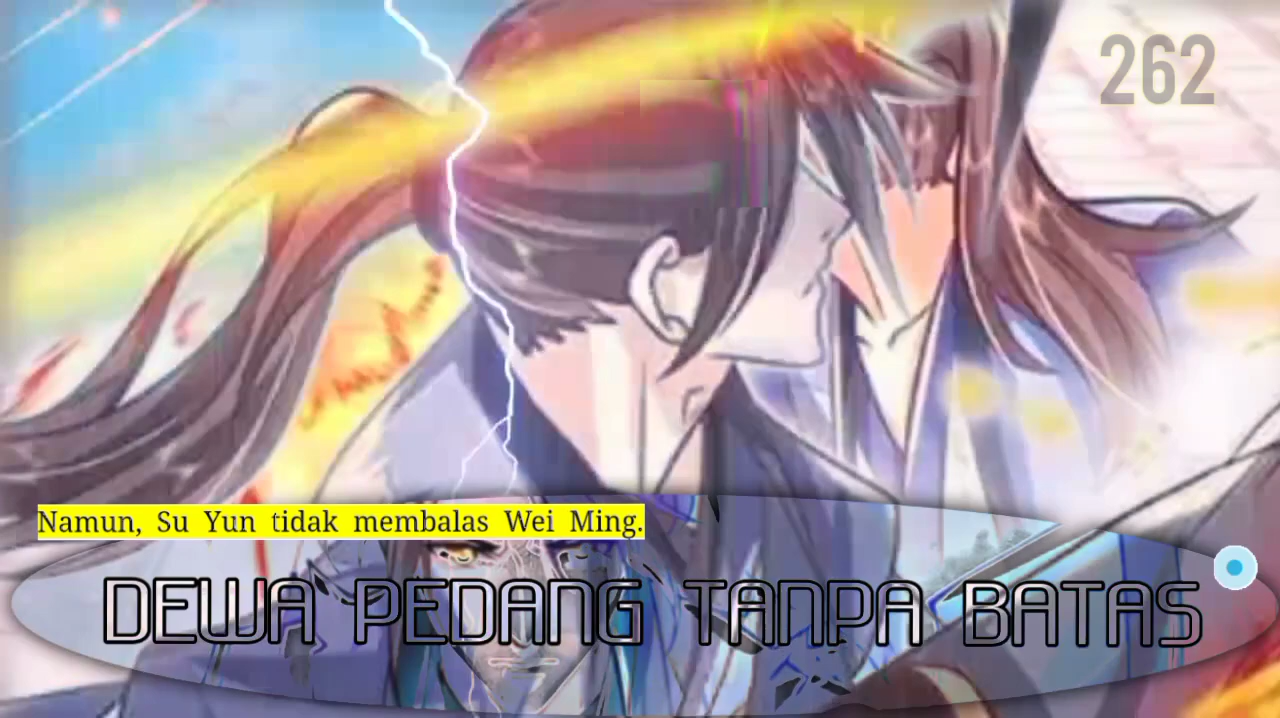 262
Namun, Su Yun tidak membalas Wei Ming.
DEWA PEDANG TANPA BATAS